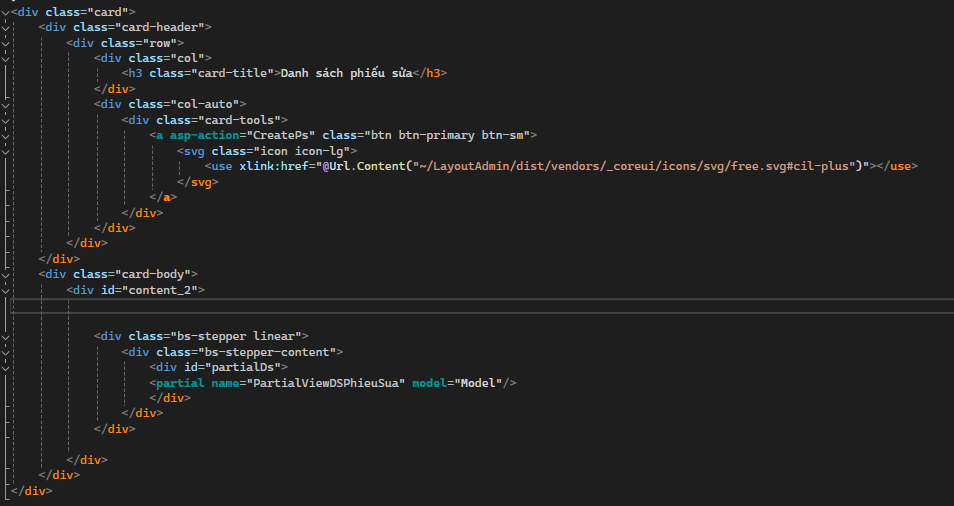 <div class="card">
<div class="card-header">
<div class="row">
<div class="col">
<h3 class="card-title">Danh sách phiếu sửa</h3>
</div>
<div class="col-auto">
<div class="card-tools">
<a asp-action="CreatePs" class="btn btn-primary btn-sm">
<svg class="icon icon-lg">
<use xlink:href="@Url.Content("~/LayoutAdmin/dist/vendors/_coreui/icons/svg/free.svg#cil-plus")"></use>
</svg>
</a>
</div>
</div>
</div>
</div>
<div class="card-body">
<div id="content_2">
<div class="bs-stepper linear">
<div class="bs-stepper-content">
<div id="partialDs">
<partial name="PartialViewDSPhieuSua" model="Model"/>
</div>
</div>
</div>
</div>
</div>
</div>